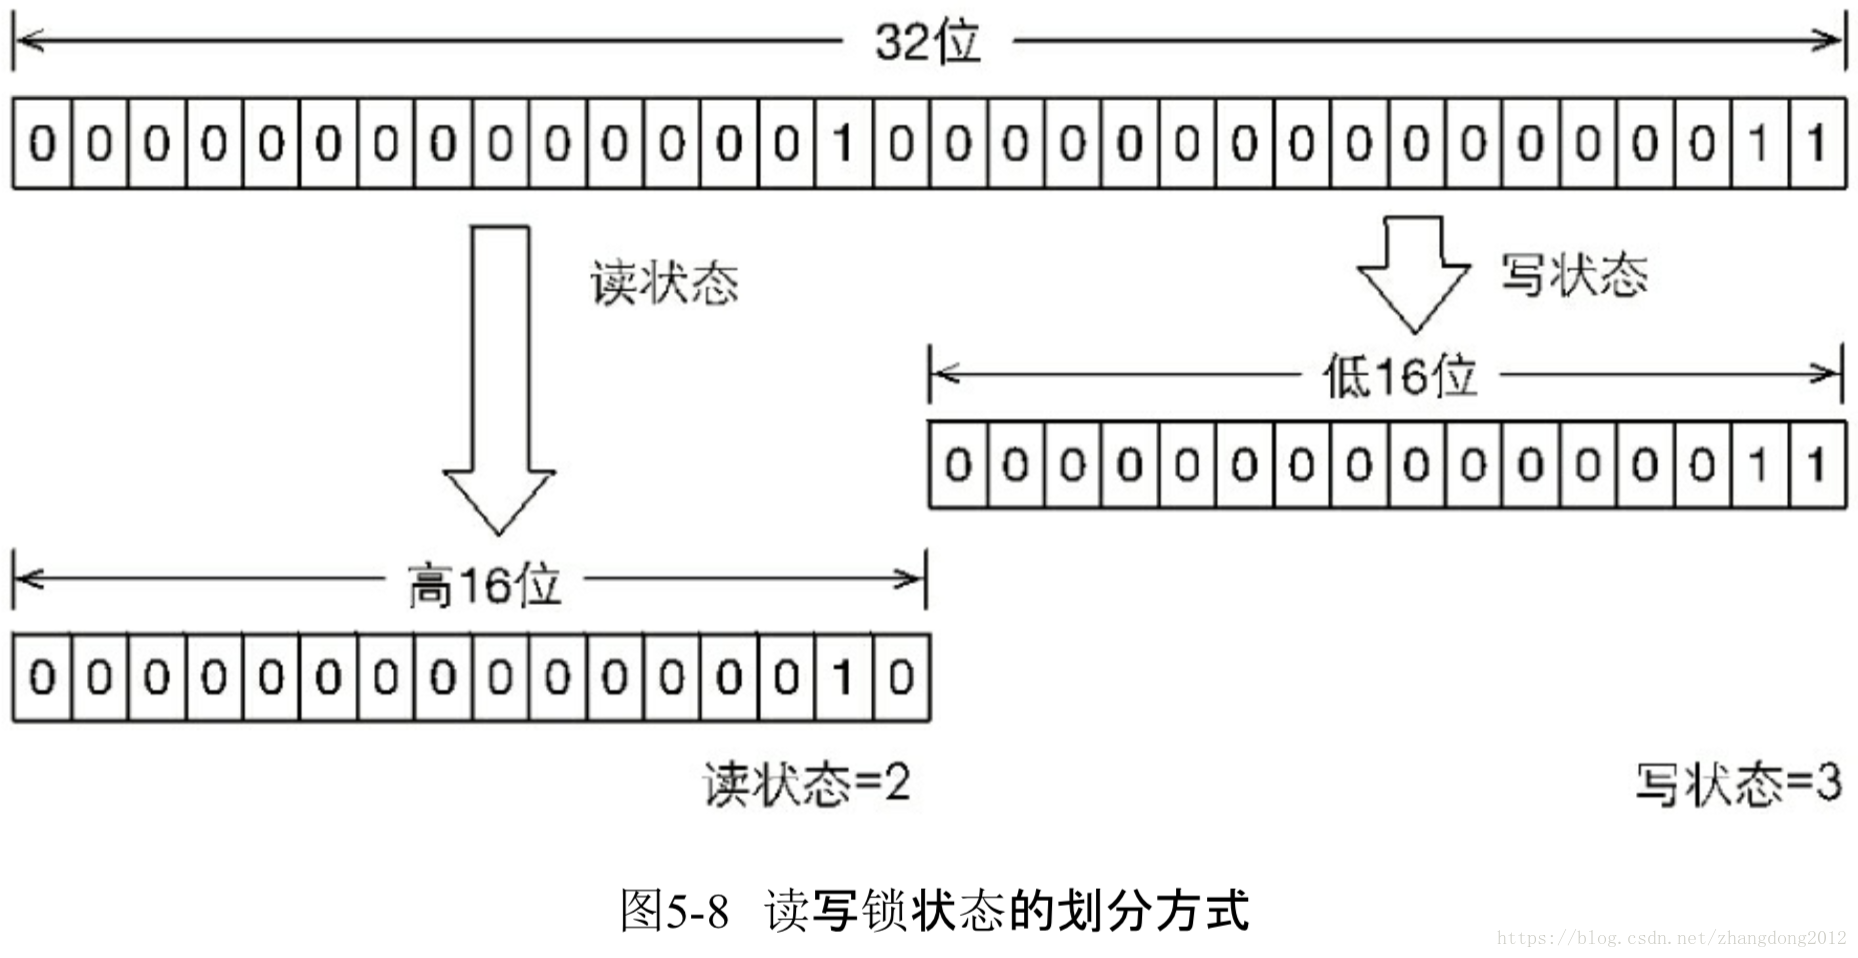 32位
0 0 0 0 0 0 0 0 0 0 0 0 0 0 1 0 0 0 0 0 0 0 0 0 0 0 0 0 0 0 1 1
读状态
写状态
低16位
0 0 0 0 0 0 0 0 0 0 0 0 0 0 1 1
高16位
0 0 0 0 0 0 0 0 0 0 0 0 0 0 1 0
读状态=2
写状态=3
图5-8 读写锁状态的划分方式
https://blog.csdn.net/zhangdong2012